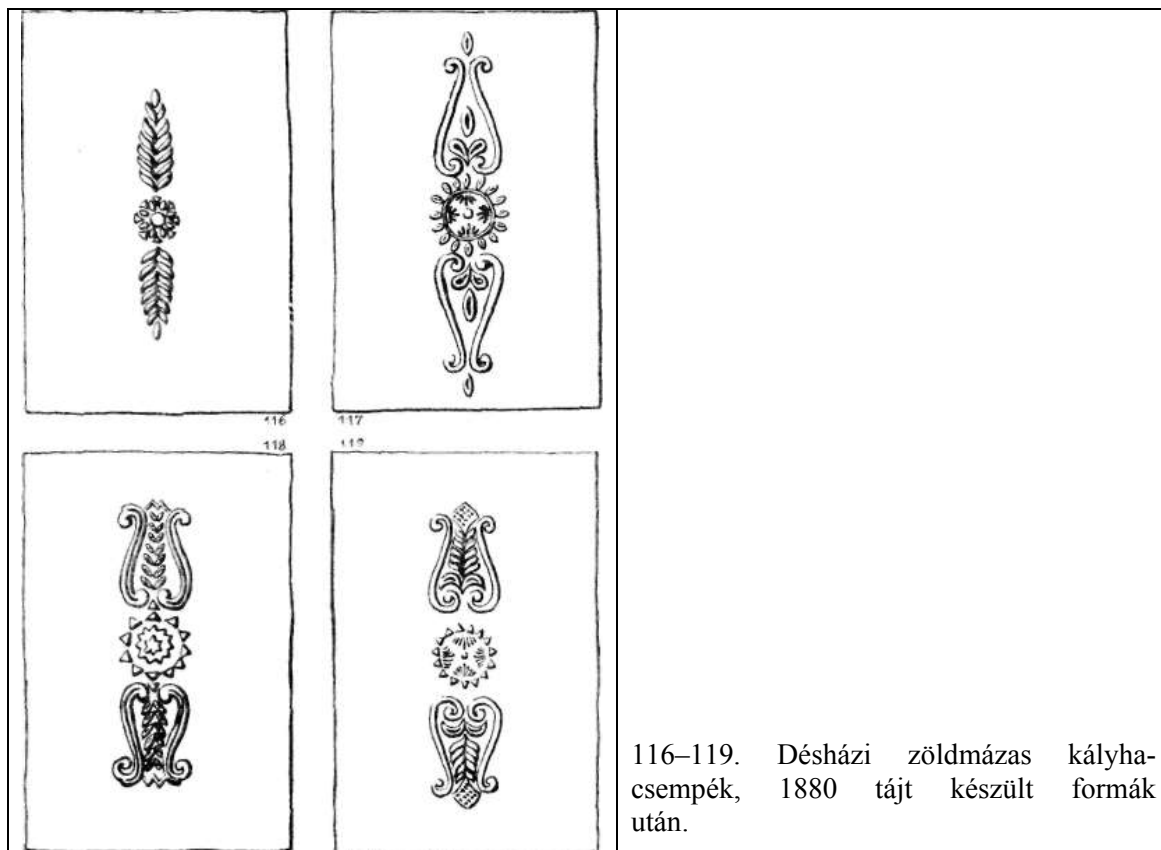 116 117
118 119
116–119. Désházi zöldmázas kályha-
csempék, 1880 tájt készült formák
után.